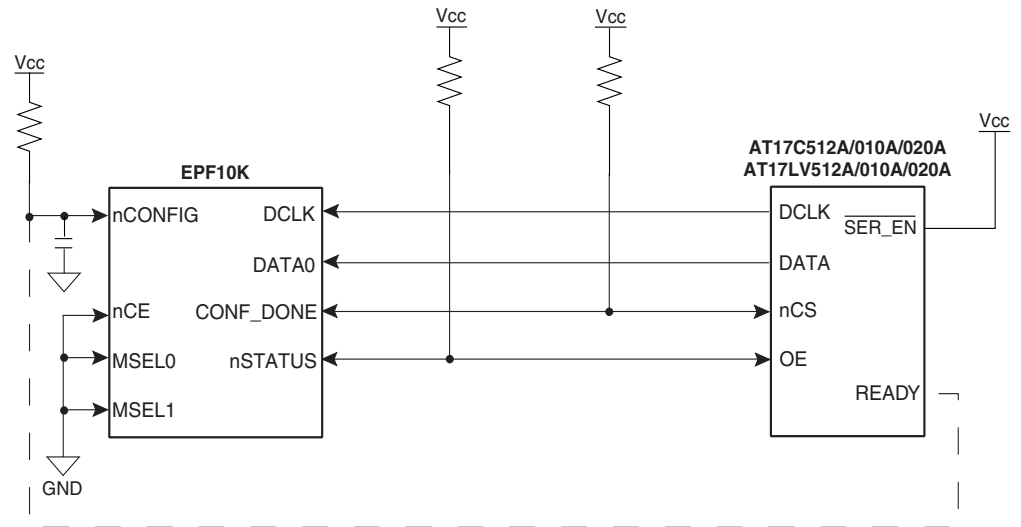 Vcc
Vcc
Vcc
Vcc
AT17C512A/010A/020A
AT17LV512A/010A/020A
EPF10K
nCONFIG
DCLK
DCLK
SER_EN
DATA0
DATA
nCE
CONF_DONE
nCS
MSEL0
nSTATUS
OE
READY
MSEL1
GND